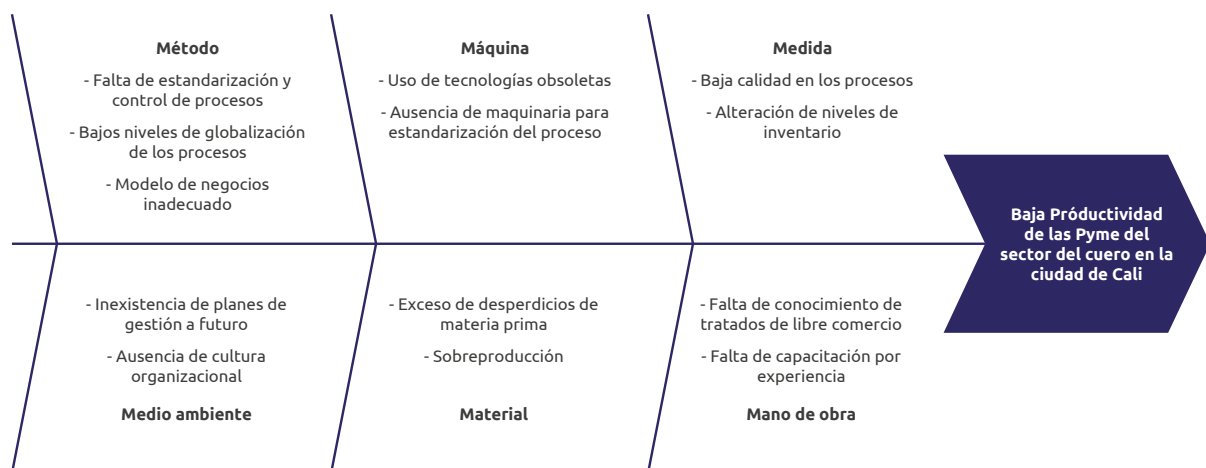 Método
- Falta de estandarización y
control de procesos
- Bajos niveles de globalización
de los procesos
- Modelo de negocios
inadecuado
Máquina
- Uso de tecnologías obsoletas
- Ausencia de maquinaria para
estandarización del proceso
Medida
- Baja calidad en los procesos
- Alteración de niveles de
inventario
Baja Próductividad
de las Pyme del
sector del cuero en la
ciudad de Cali
- Inexistencia de planes de
gestión a futuro
- Ausencia de cultura
organizacional
Medio ambiente
- Exceso de desperdicios de
materia prima
- Sobreproducción
Material
- Falta de conocimiento de
tratados de libre comercio
- Falta de capacitación por
experiencia
Mano de obra